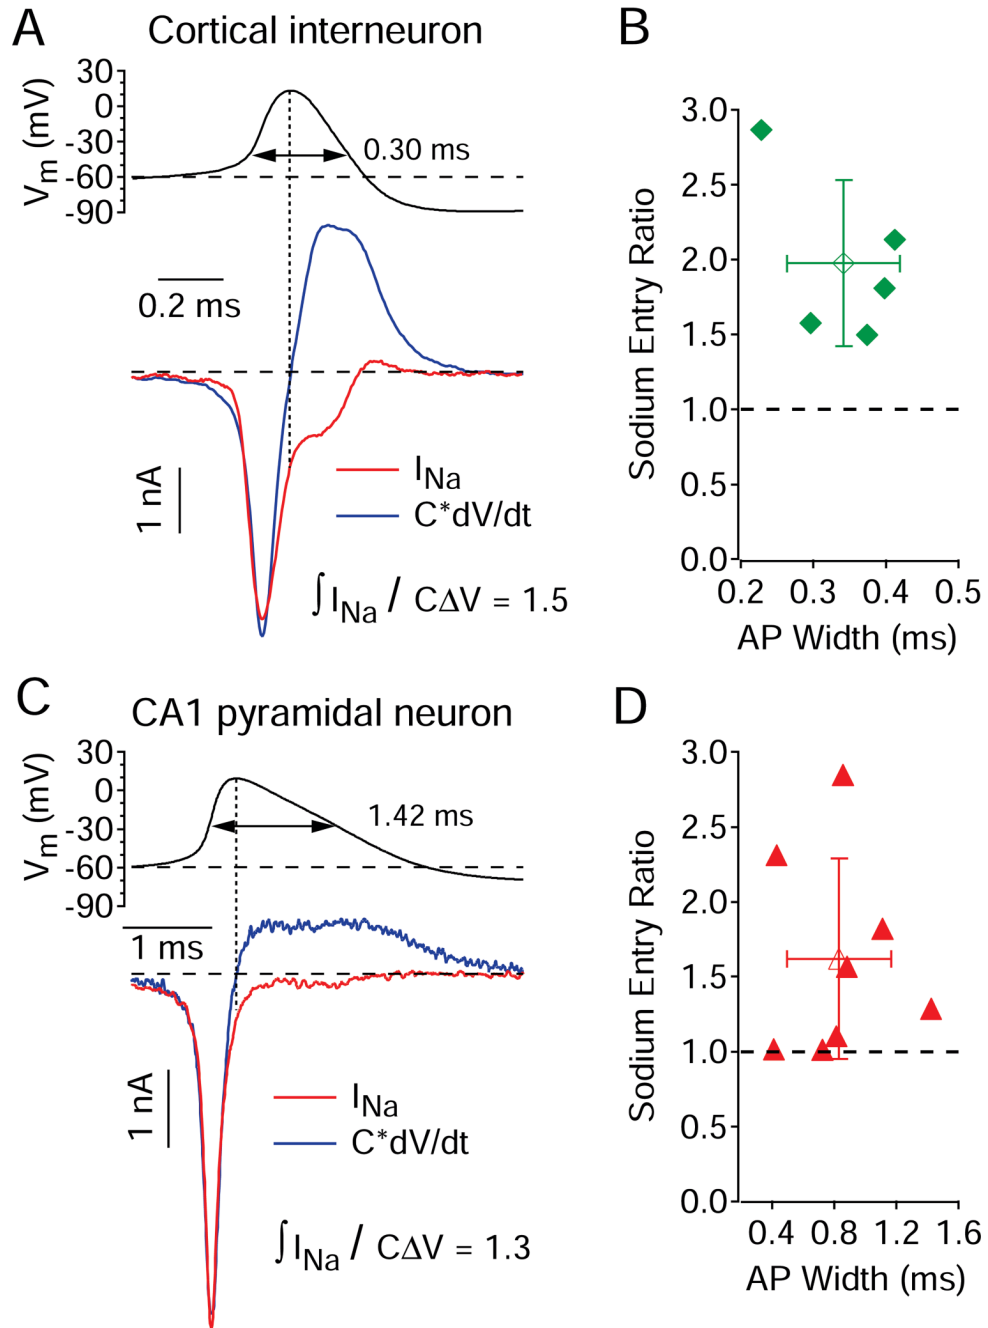 A
Cortical interneuron
30
0
-30
-60
-90
Vm (mV)
0.30 ms
0.2 ms
1 nA
INa
C*dV/dt
∫INa / CΔV = 1.5
B
3.0
2.5
2.0
1.5
1.0
0.5
0.0
Sodium Entry Ratio
0.2 0.3 0.4 0.5
AP Width (ms)
C
CA1 pyramidal neuron
30
0
-30
-60
-90
Vm (mV)
1.42 ms
1 ms
1 nA
INa
C*dV/dt
∫INa / CΔV = 1.3
D
3.0
2.5
2.0
1.5
1.0
0.5
0.0
Sodium Entry Ratio
0.4 0.8 1.2 1.6
AP Width (ms)